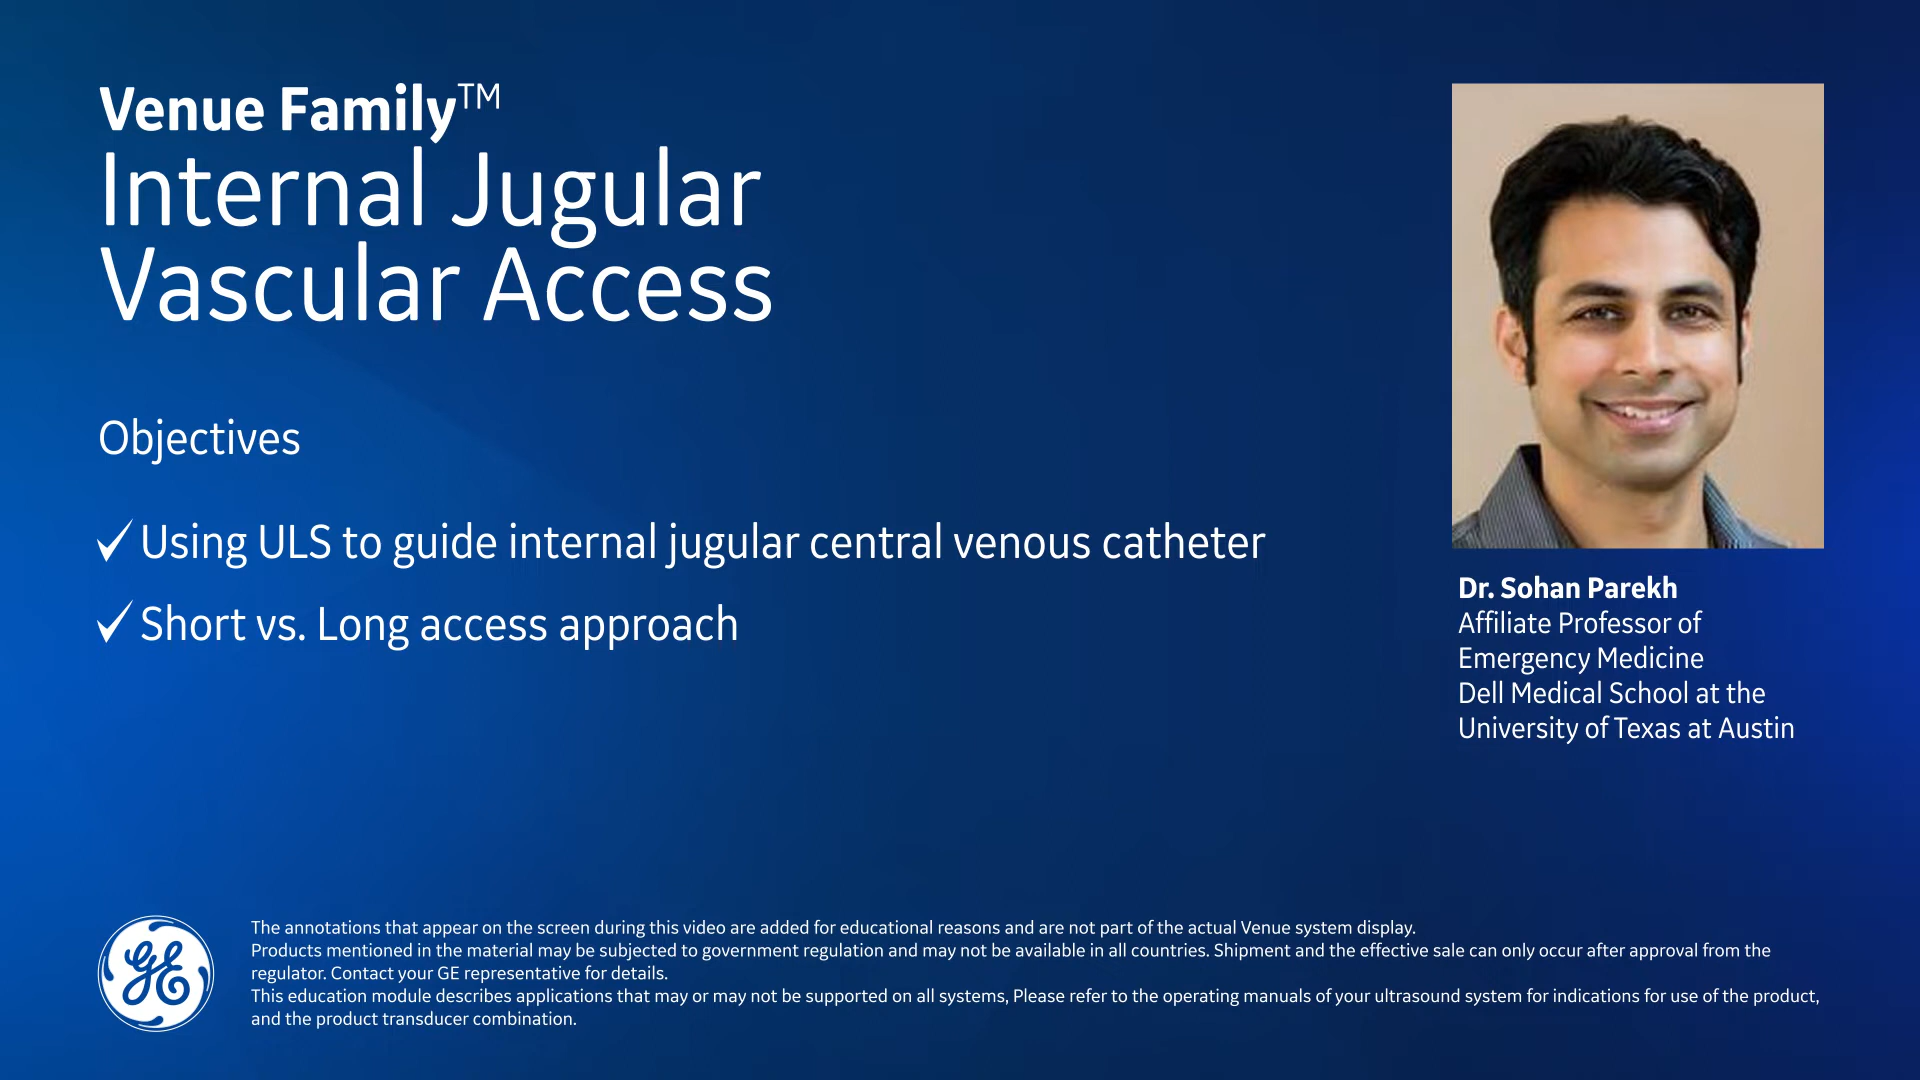 Venue Family™
Internal Jugular
Vascular Access
Objectives
✓ Using ULS to guide internal jugular central venous catheter
✓ Short vs. Long access approach
Dr. Sohan Parekh
Affiliate Professor of
Emergency Medicine
Dell Medical School at the
University of Texas at Austin
GE
The annotations that appear on the screen during this video are added for educational reasons and are not part of the actual Venue system display.
Products mentioned in the material may be subjected to government regulation and may not be available in all countries. Shipment and the effective sale can only occur after approval from the
regulator. Contact your GE representative for details.
This education module describes applications that may or may not be supported on all systems, Please refer to the operating manuals of your ultrasound system for indications for use of the product,
and the product transducer combination.